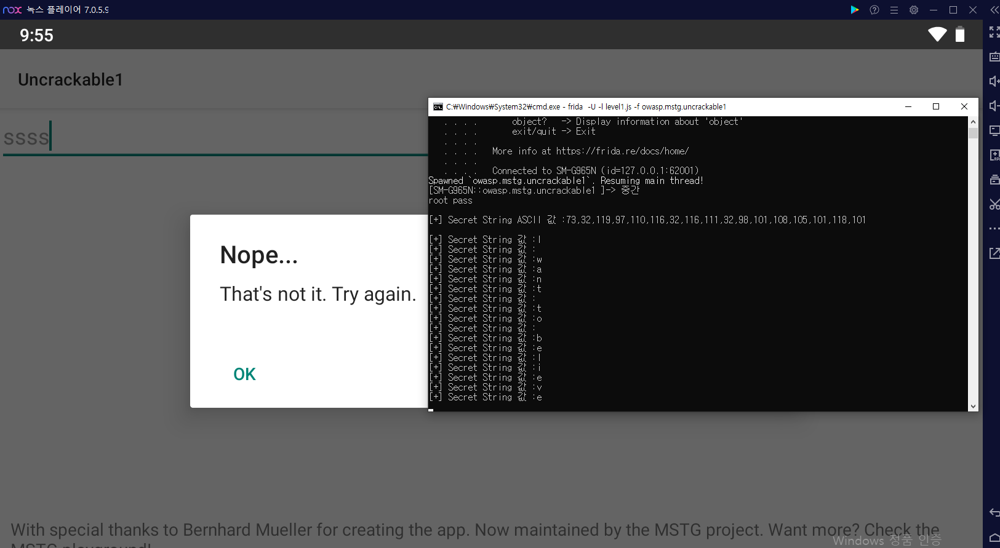 nox 녹스 플레이어 7.0.5.9
9:55
Uncrackable1
ssss
C:₩Windows₩System32₩cmd.exe - frida  -U -l level1.js -f owasp.mstg.uncrackable1
. . . .       object?   -> Display information about 'object'
. . . .       exit/quit -> Exit
. . . .
. . . .   More info at https://frida.re/docs/home/
. . . .
. . . .   Connected to SM-G965N (id=127.0.0.1:62001)
Spawned `owasp.mstg.uncrackable1`. Resuming main thread!
[SM-G965N::owasp.mstg.uncrackable1 ]-> 중간
root pass
[+] Secret String ASCII 값 :73,32,119,97,110,116,32,116,111,32,98,101,108,105,101,118,101
[+] Secret String 값 :I
[+] Secret String 값 :
[+] Secret String 값 :w
[+] Secret String 값 :a
[+] Secret String 값 :n
[+] Secret String 값 :t
[+] Secret String 값 :
[+] Secret String 값 :t
[+] Secret String 값 :o
[+] Secret String 값 :
[+] Secret String 값 :b
[+] Secret String 값 :e
[+] Secret String 값 :l
[+] Secret String 값 :i
[+] Secret String 값 :e
[+] Secret String 값 :v
[+] Secret String 값 :e
Nope...
That's not it. Try again.
OK
With special thanks to Bernhard Mueller for creating the app. Now maintained by the MSTG project. Want more? Check the
MSTG playground!
Windows 정품 인증